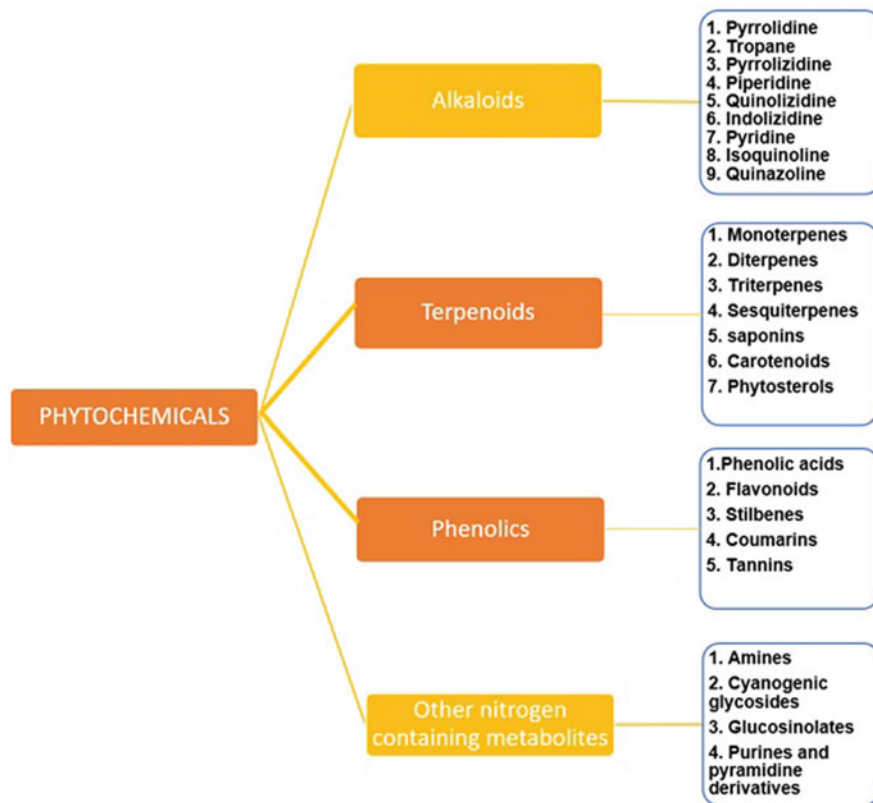 PHYTOCHEMICALS
Alkaloids
1. Pyrrolidine
2. Tropane
3. Pyrrolizidine
4. Piperidine
5. Quinolizidine
6. Indolizidine
7. Pyridine
8. Isoquinoline
9. Quinazoline
Terpenoids
1. Monoterpenes
2. Diterpenes
3. Triterpenes
4. Sesquiterpenes
5. saponins
6. Carotenoids
7. Phytosterols
Phenolics
1.Phenolic acids
2. Flavonoids
3. Stilbenes
4. Coumarins
5. Tannins
Other nitrogen
containing metabolites
1. Amines
2. Cyanogenic
glycosides
3. Glucosinolates
4. Purines and
pyramidine
derivatives